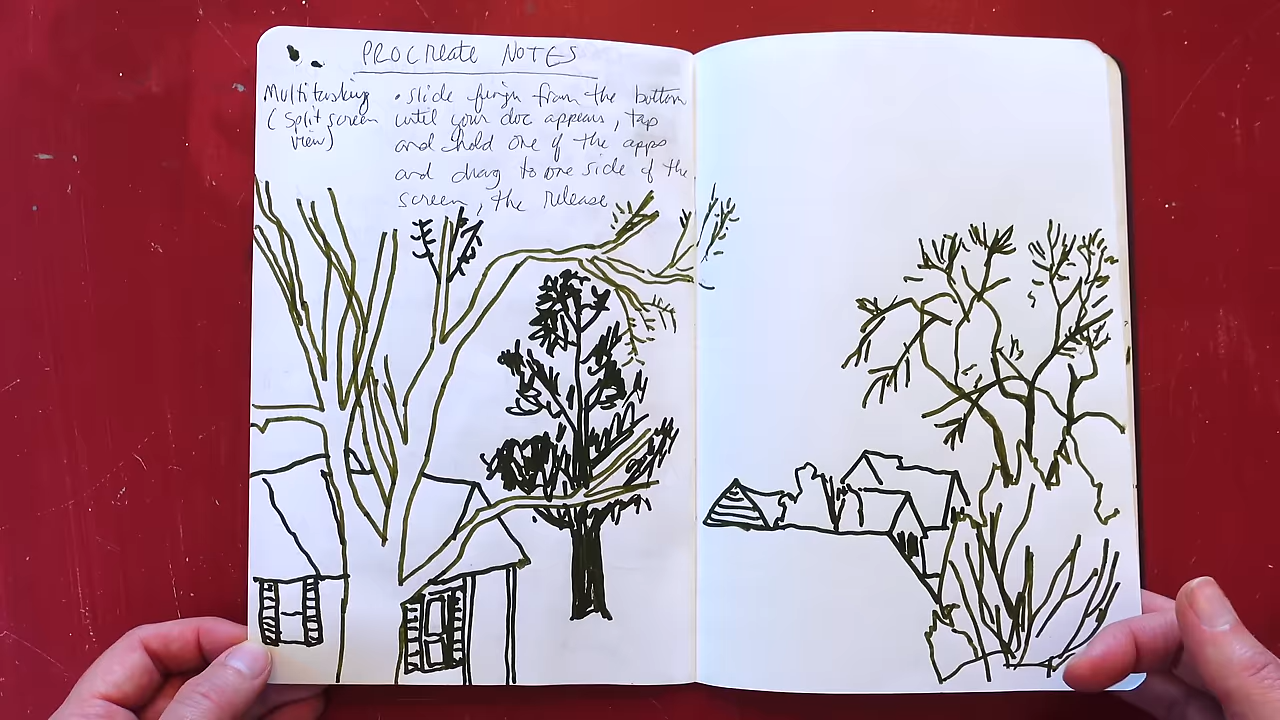 PROCreate NOTES
Multitasking
(Split screen
view)
• slide finger from the bottom
until your doc appears, tap
and hold one of the apps
and drag to one side of the
screen, the release